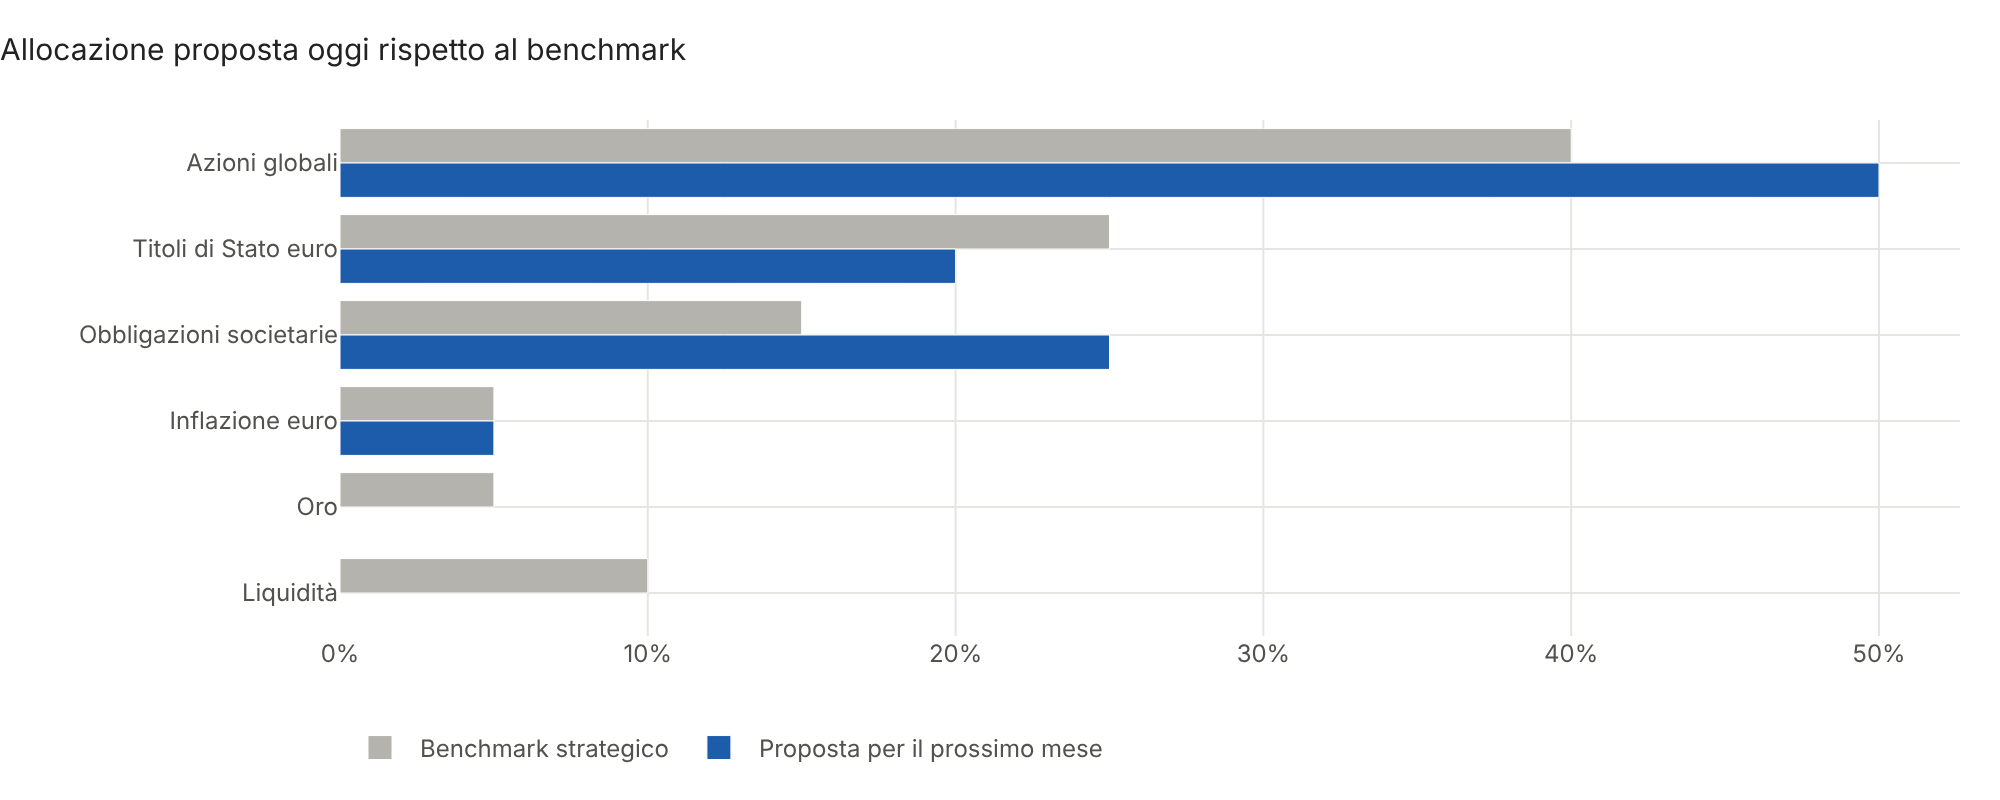 Allocazione proposta oggi rispetto al benchmark
Azioni globali
Titoli di Stato euro
Obbligazioni societarie
Inflazione euro
Oro
Liquidità
0% 10% 20% 30% 40% 50%
Benchmark strategico Proposta per il prossimo mese